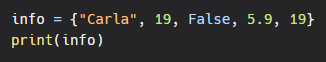 info = {"Carla", 19, False, 5.9, 19}
print(info)